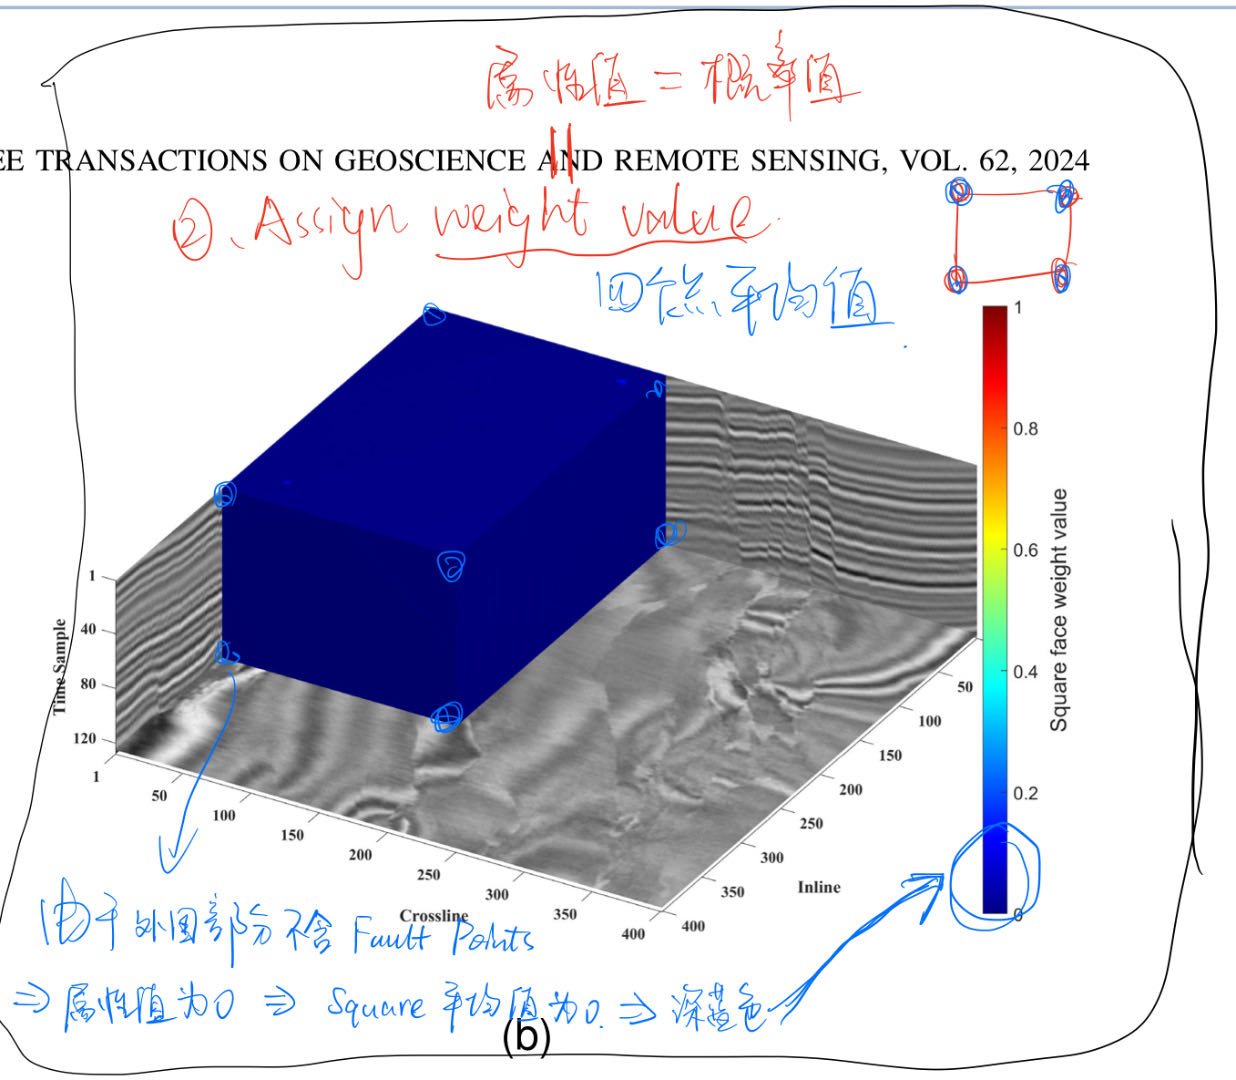 属性值 = 概率值
EE TRANSACTIONS ON GEOSCIENCE AND REMOTE SENSING, VOL. 62, 2024
②、Assign weight value.
四个点平均值.
1
0.8
0.6
0.4
0.2
0
Square face weight value
1
40
80
120
Time Sample
1
50
100
150
200
250
300
350
400
Crossline
50
100
150
200
250
300
350
400
Inline
由于外围部分不含 Fault Points
⇒ 属性值为0 ⇒ Square 平均值为0. ⇒ 深蓝色
(b)